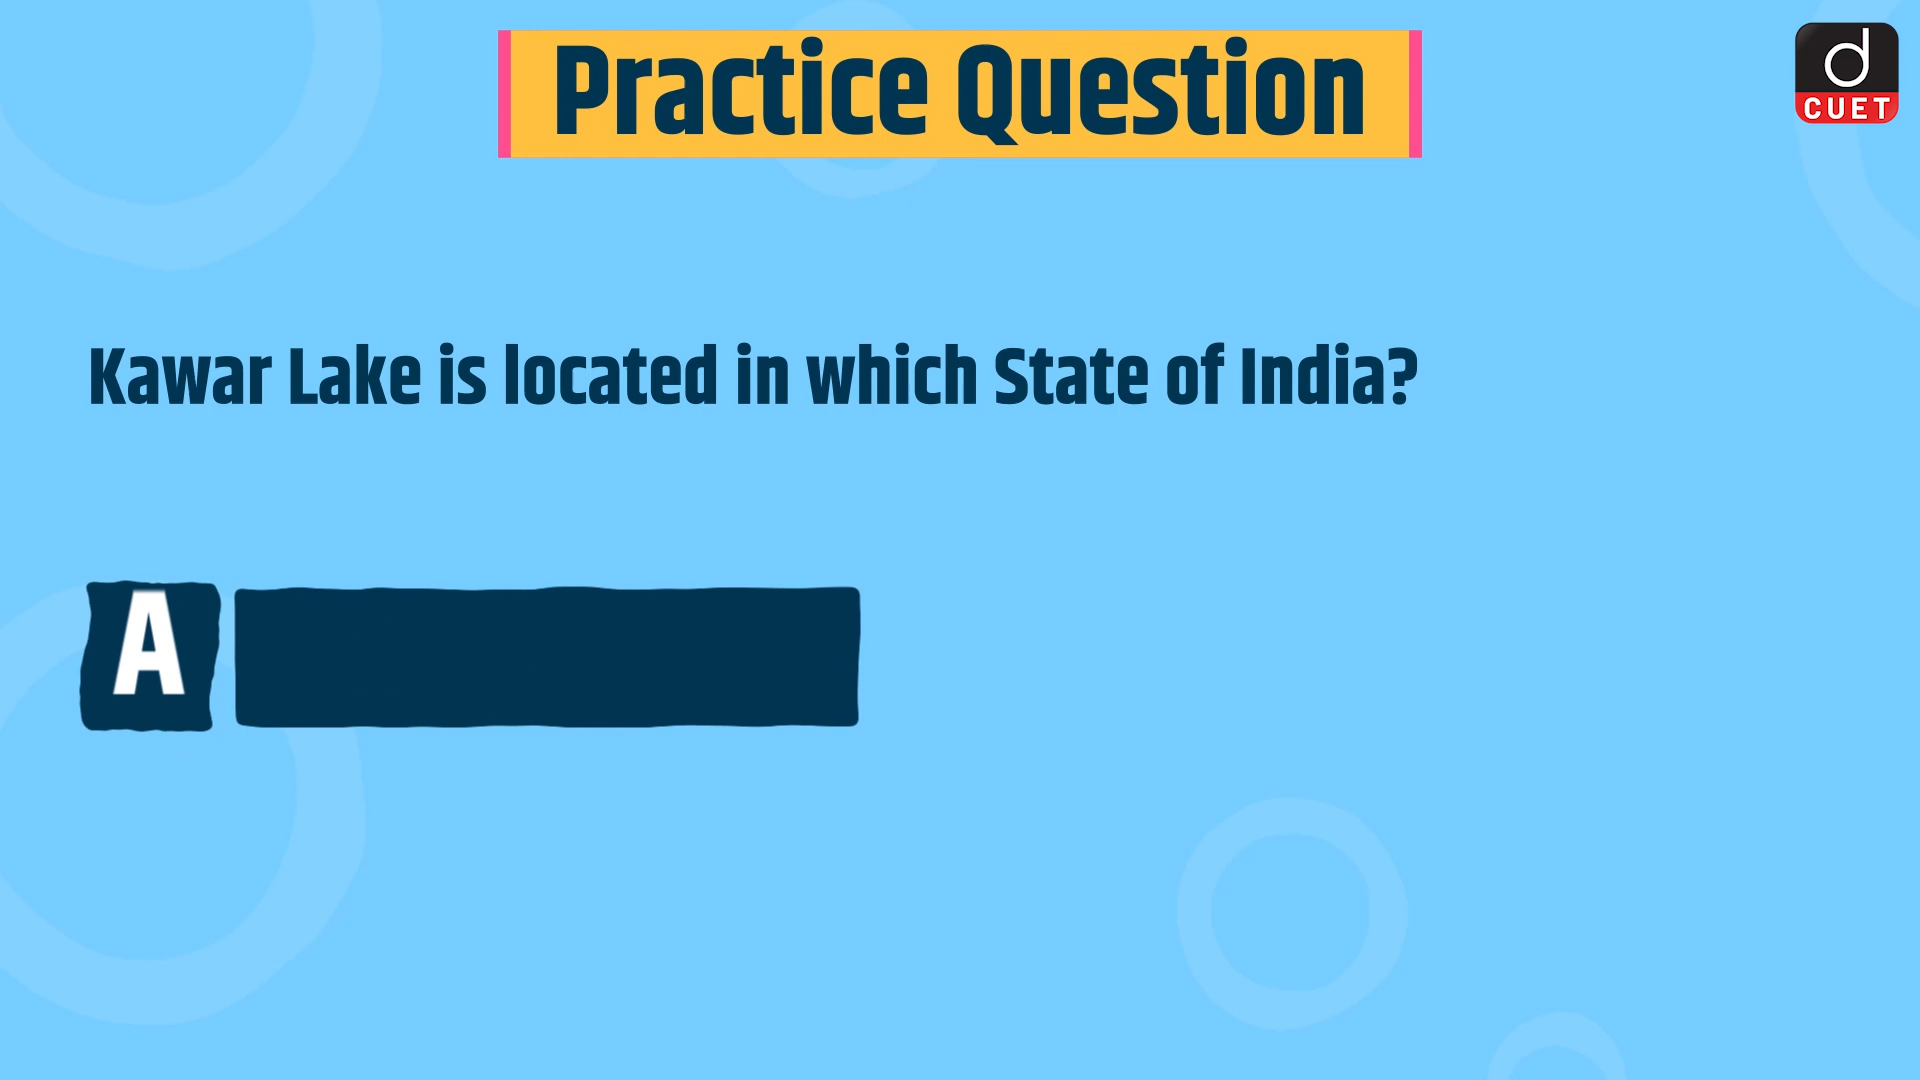 Practice Question
d
CUET
Kawar Lake is located in which State of India?
A